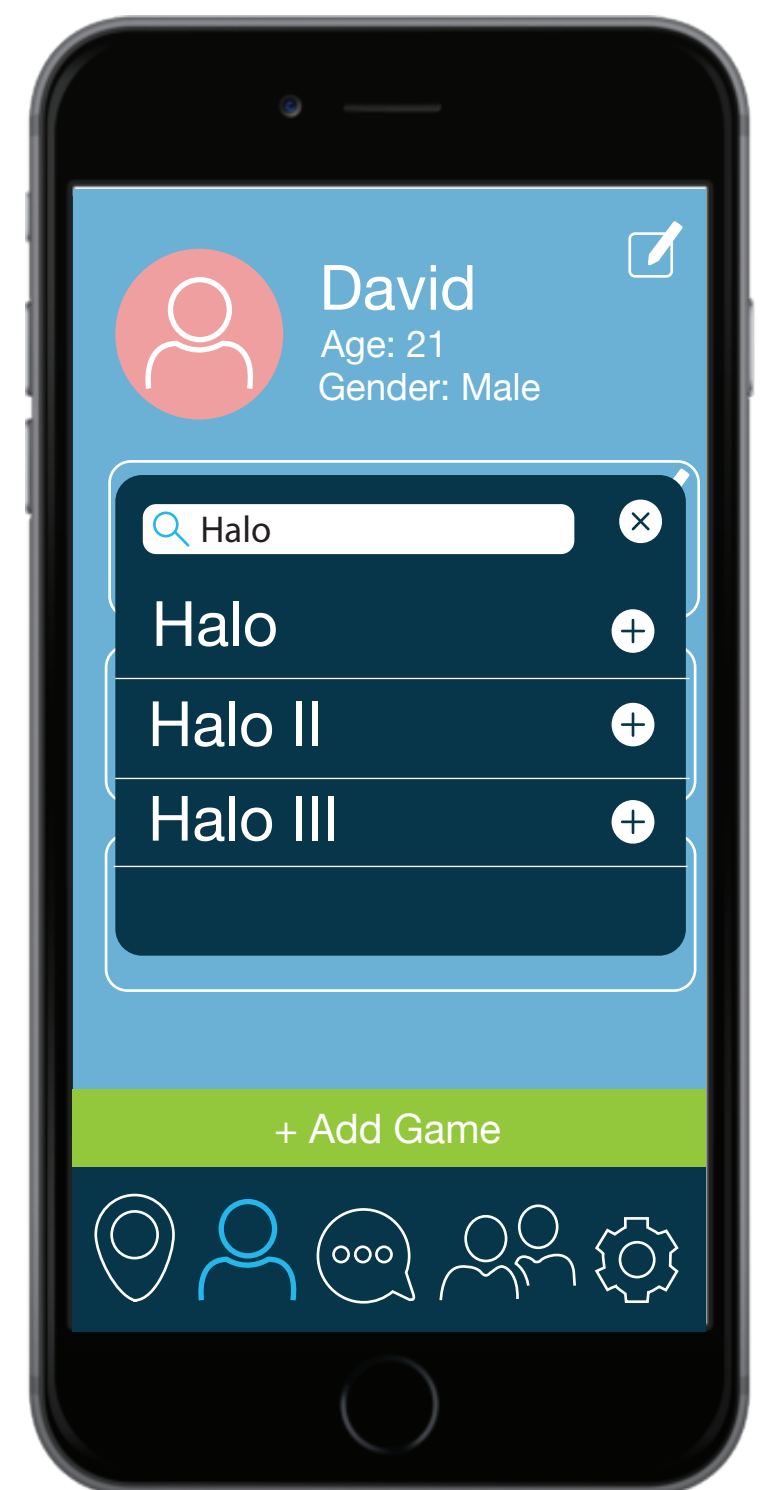 David
Age: 21
Gender: Male
Halo
Halo
Halo II
Halo III
+ Add Game